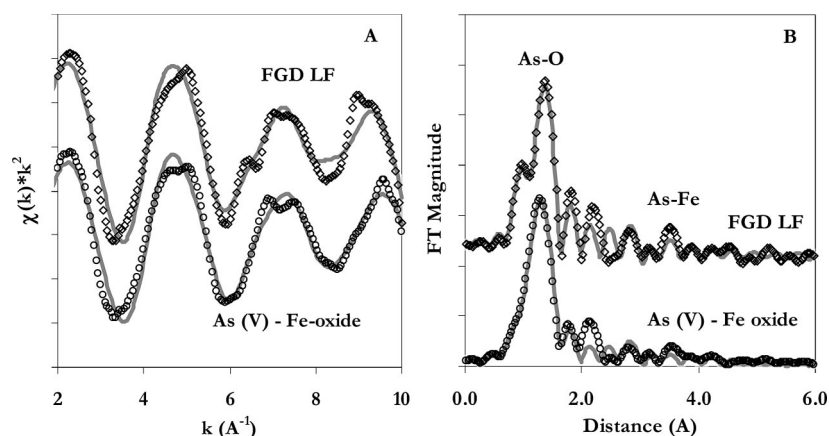 A
FGD LF
χ(k)*k²
As (V) - Fe-oxide
2 4 6 8 10
k (A⁻¹)
B
As-O
As-Fe
FGD LF
FT Magnitude
As (V) - Fe oxide
0.0 2.0 4.0 6.0
Distance (A)